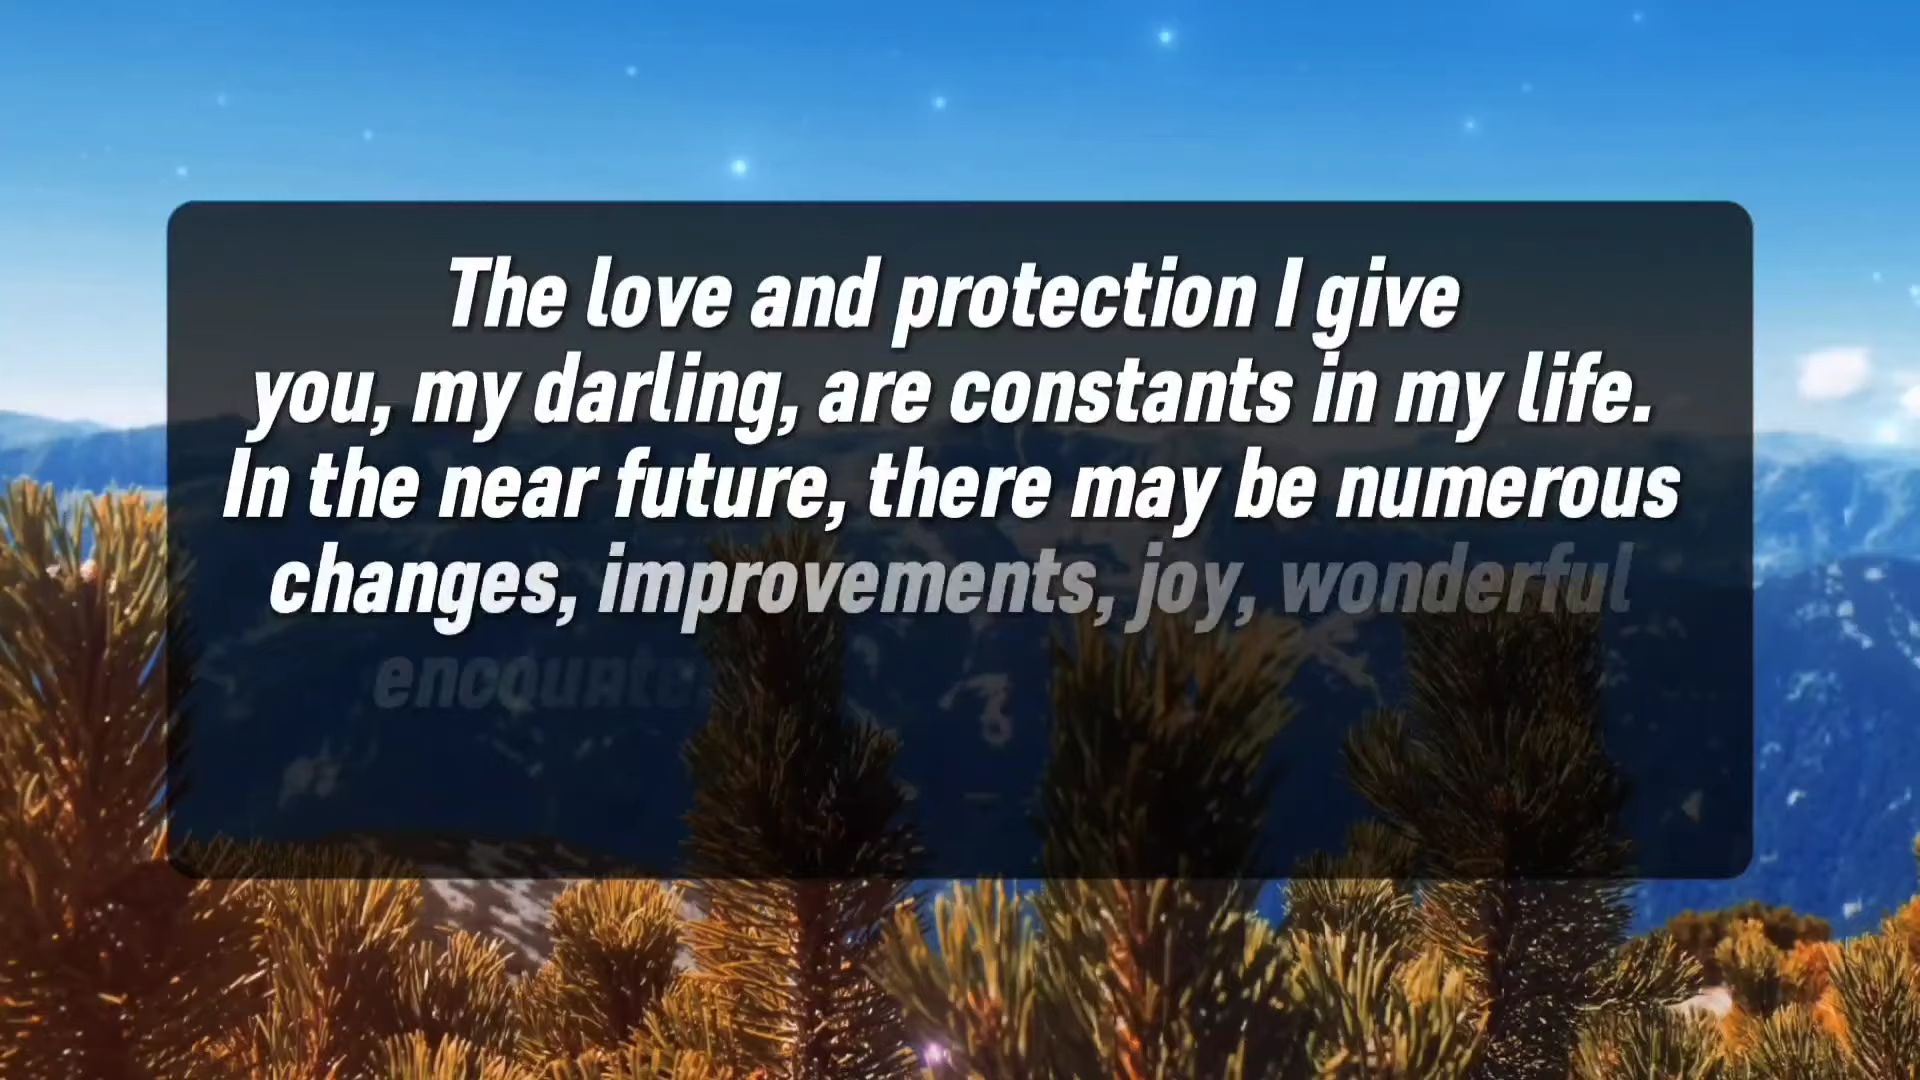 The love and protection I give
you, my darling, are constants in my life.
In the near future, there may be numerous
changes, improvements, joy, wonderful